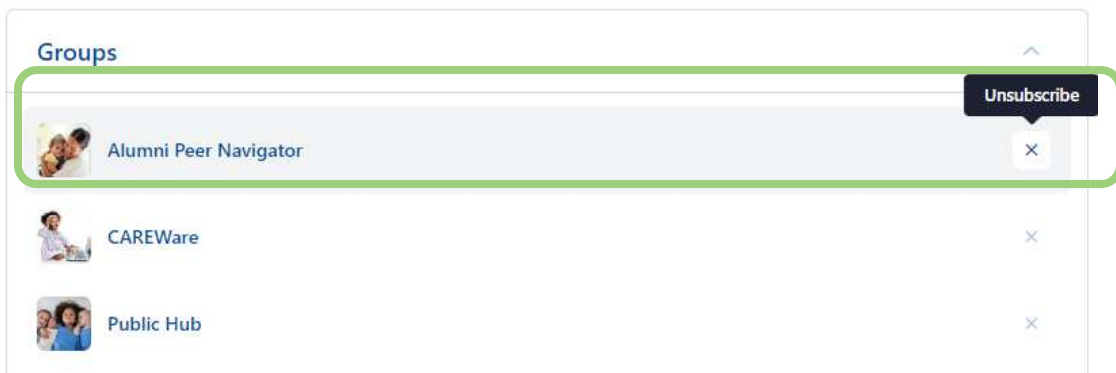 Groups
Unsubscribe
Alumni Peer Navigator
CAREWare
Public Hub